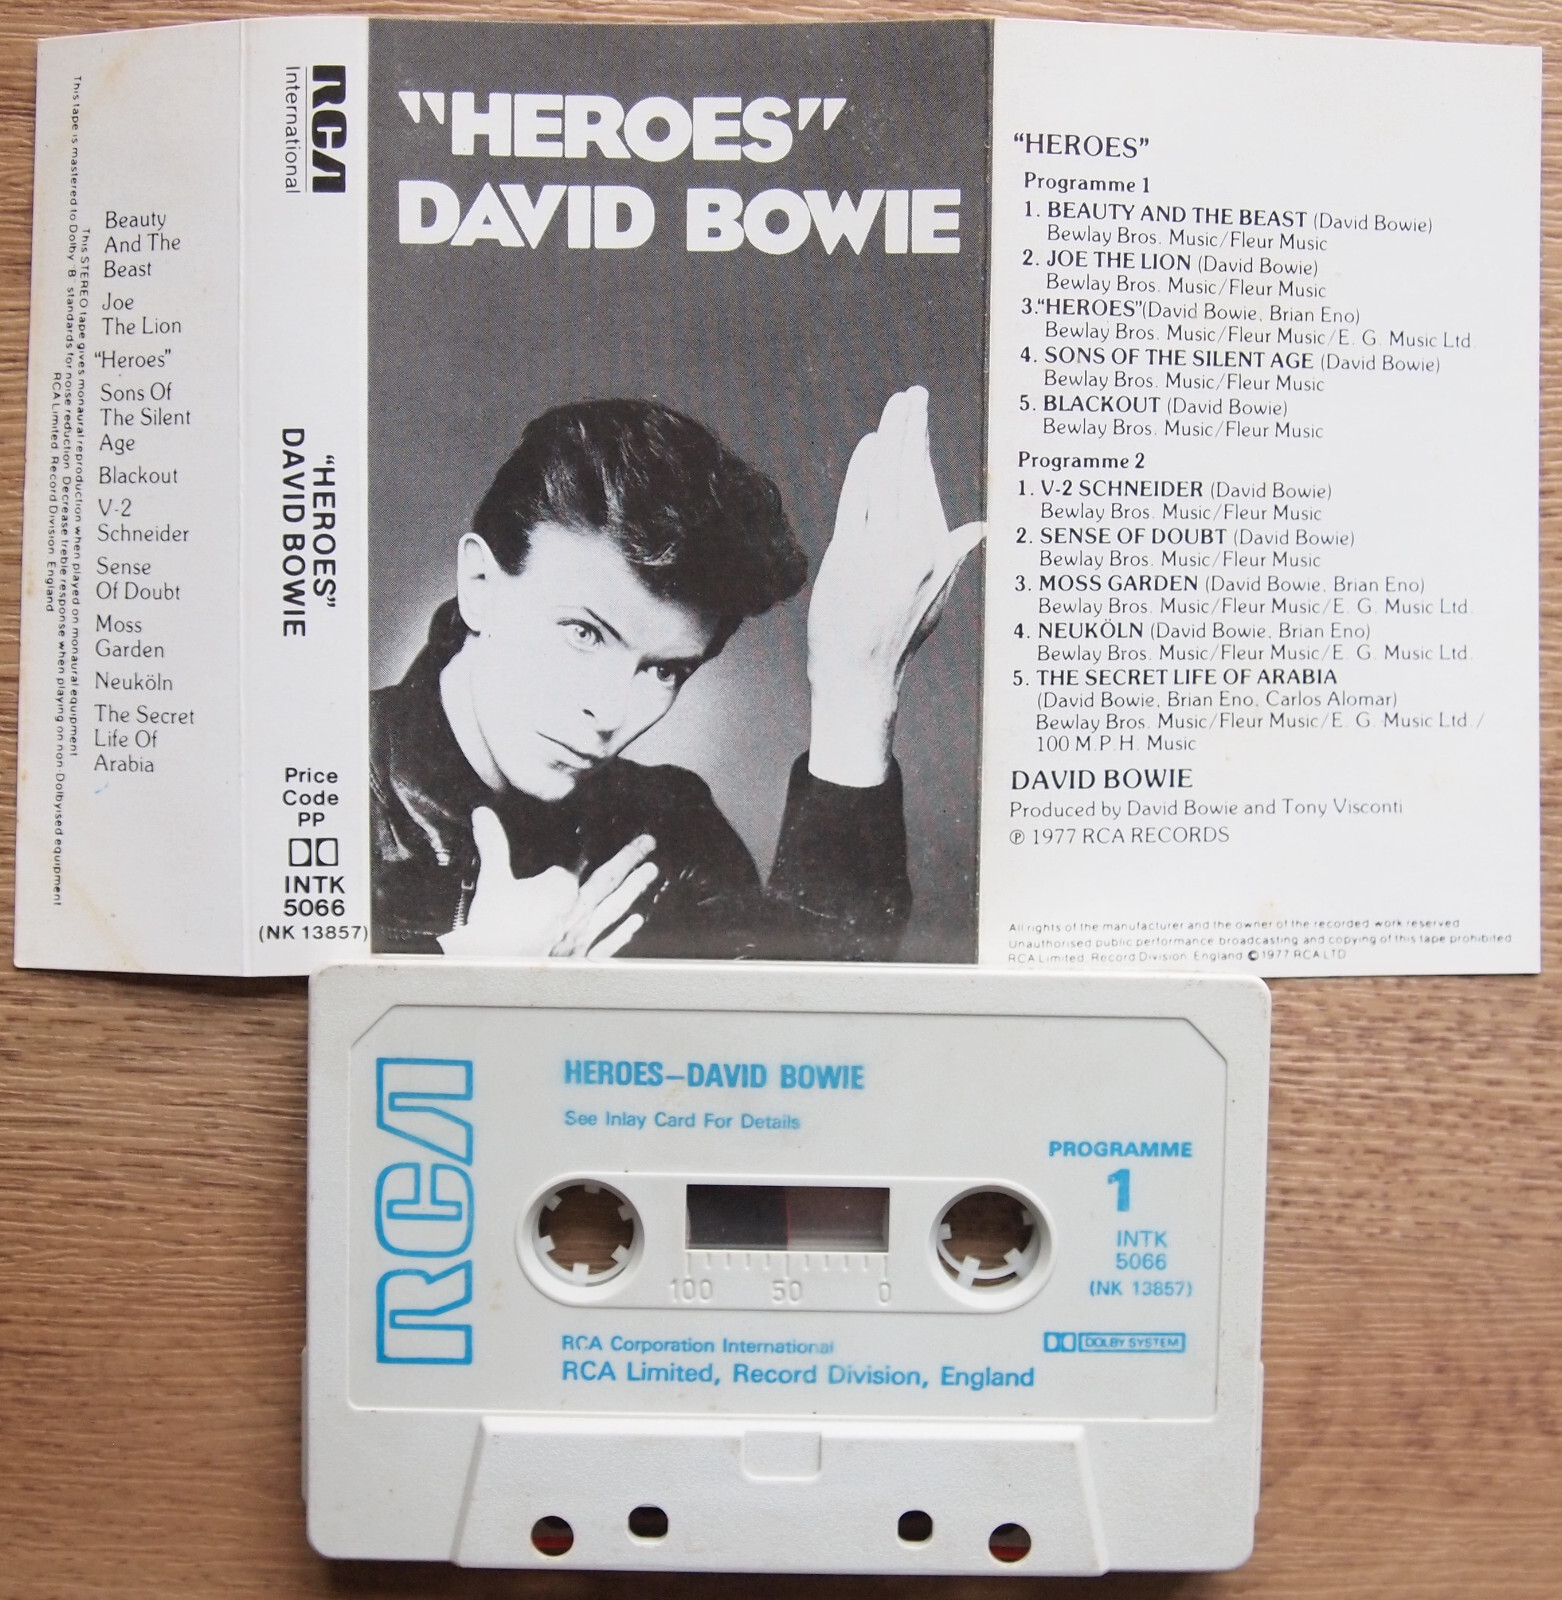 This tape is mastered to Dolby 'B' standards for noise reduction. Decrease treble response when playing on non-Dolbyised equipment
This STEREO tape gives monaural reproduction when played on monaural equipment
RCA Limited. Record Division. England
Beauty
And The
Beast
Joe
The Lion
“Heroes”
Sons Of
The Silent
Age
Blackout
V-2
Schneider
Sense
Of Doubt
Moss
Garden
Neuköln
The Secret
Life Of
Arabia
RCA
International
“HEROES”
DAVID BOWIE
Price
Code
PP
INTK
5066
(NK 13857)
"HEROES"
DAVID BOWIE
“HEROES”
Programme 1
1. BEAUTY AND THE BEAST (David Bowie)
Bewlay Bros. Music/Fleur Music
2. JOE THE LION (David Bowie)
Bewlay Bros. Music/Fleur Music
3.“HEROES”(David Bowie, Brian Eno)
Bewlay Bros. Music/Fleur Music/E. G. Music Ltd.
4. SONS OF THE SILENT AGE (David Bowie)
Bewlay Bros. Music/Fleur Music
5. BLACKOUT (David Bowie)
Bewlay Bros. Music/Fleur Music
Programme 2
1. V-2 SCHNEIDER (David Bowie)
Bewlay Bros. Music/Fleur Music
2. SENSE OF DOUBT (David Bowie)
Bewlay Bros. Music/Fleur Music
3. MOSS GARDEN (David Bowie, Brian Eno)
Bewlay Bros. Music/Fleur Music/E. G. Music Ltd.
4. NEUKÖLN (David Bowie, Brian Eno)
Bewlay Bros. Music/Fleur Music/E. G. Music Ltd.
5. THE SECRET LIFE OF ARABIA
(David Bowie, Brian Eno, Carlos Alomar)
Bewlay Bros. Music/Fleur Music/E. G. Music Ltd./
100 M.P.H. Music
DAVID BOWIE
Produced by David Bowie and Tony Visconti
℗ 1977 RCA RECORDS
All rights of the manufacturer and the owner of the recorded work reserved
Unauthorised public performance broadcasting and copying of this tape prohibited
RCA Limited. Record Division. England ©1977 RCA LTD
RCA
HEROES–DAVID BOWIE
See Inlay Card For Details
PROGRAMME
1
INTK
5066
(NK 13857)
100 50 0
RCA Corporation International
RCA Limited, Record Division, England
DOLBY SYSTEM